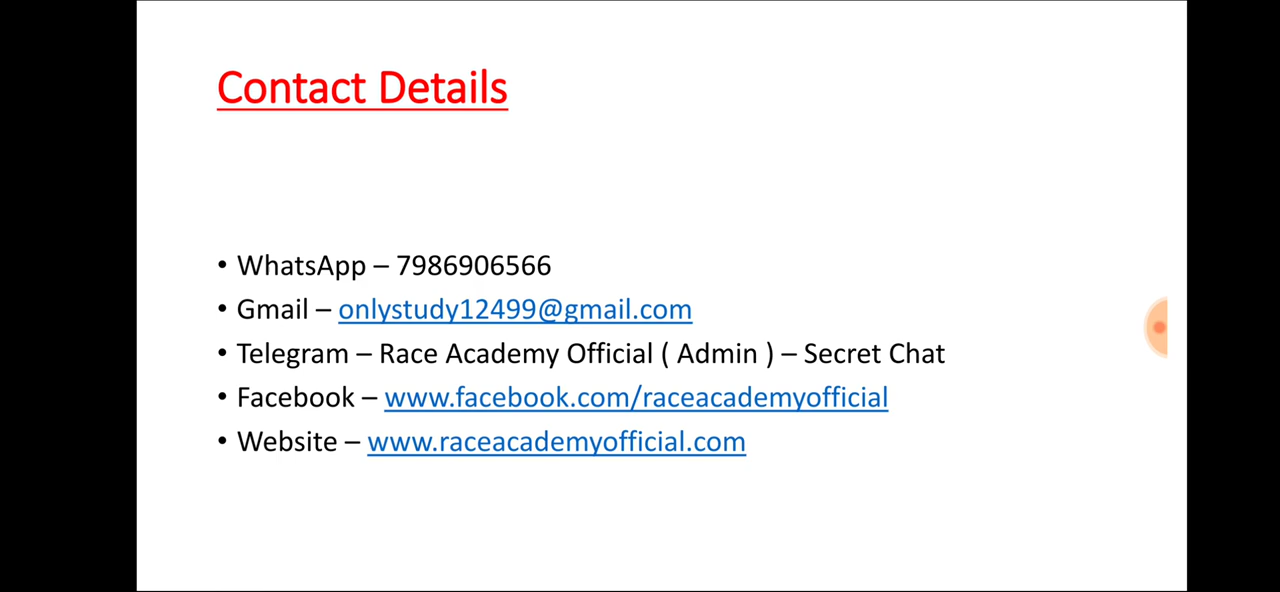 Contact Details
• WhatsApp – 7986906566
• Gmail – onlystudy12499@gmail.com
• Telegram – Race Academy Official ( Admin ) – Secret Chat
• Facebook – www.facebook.com/raceacademyofficial
• Website – www.raceacademyofficial.com